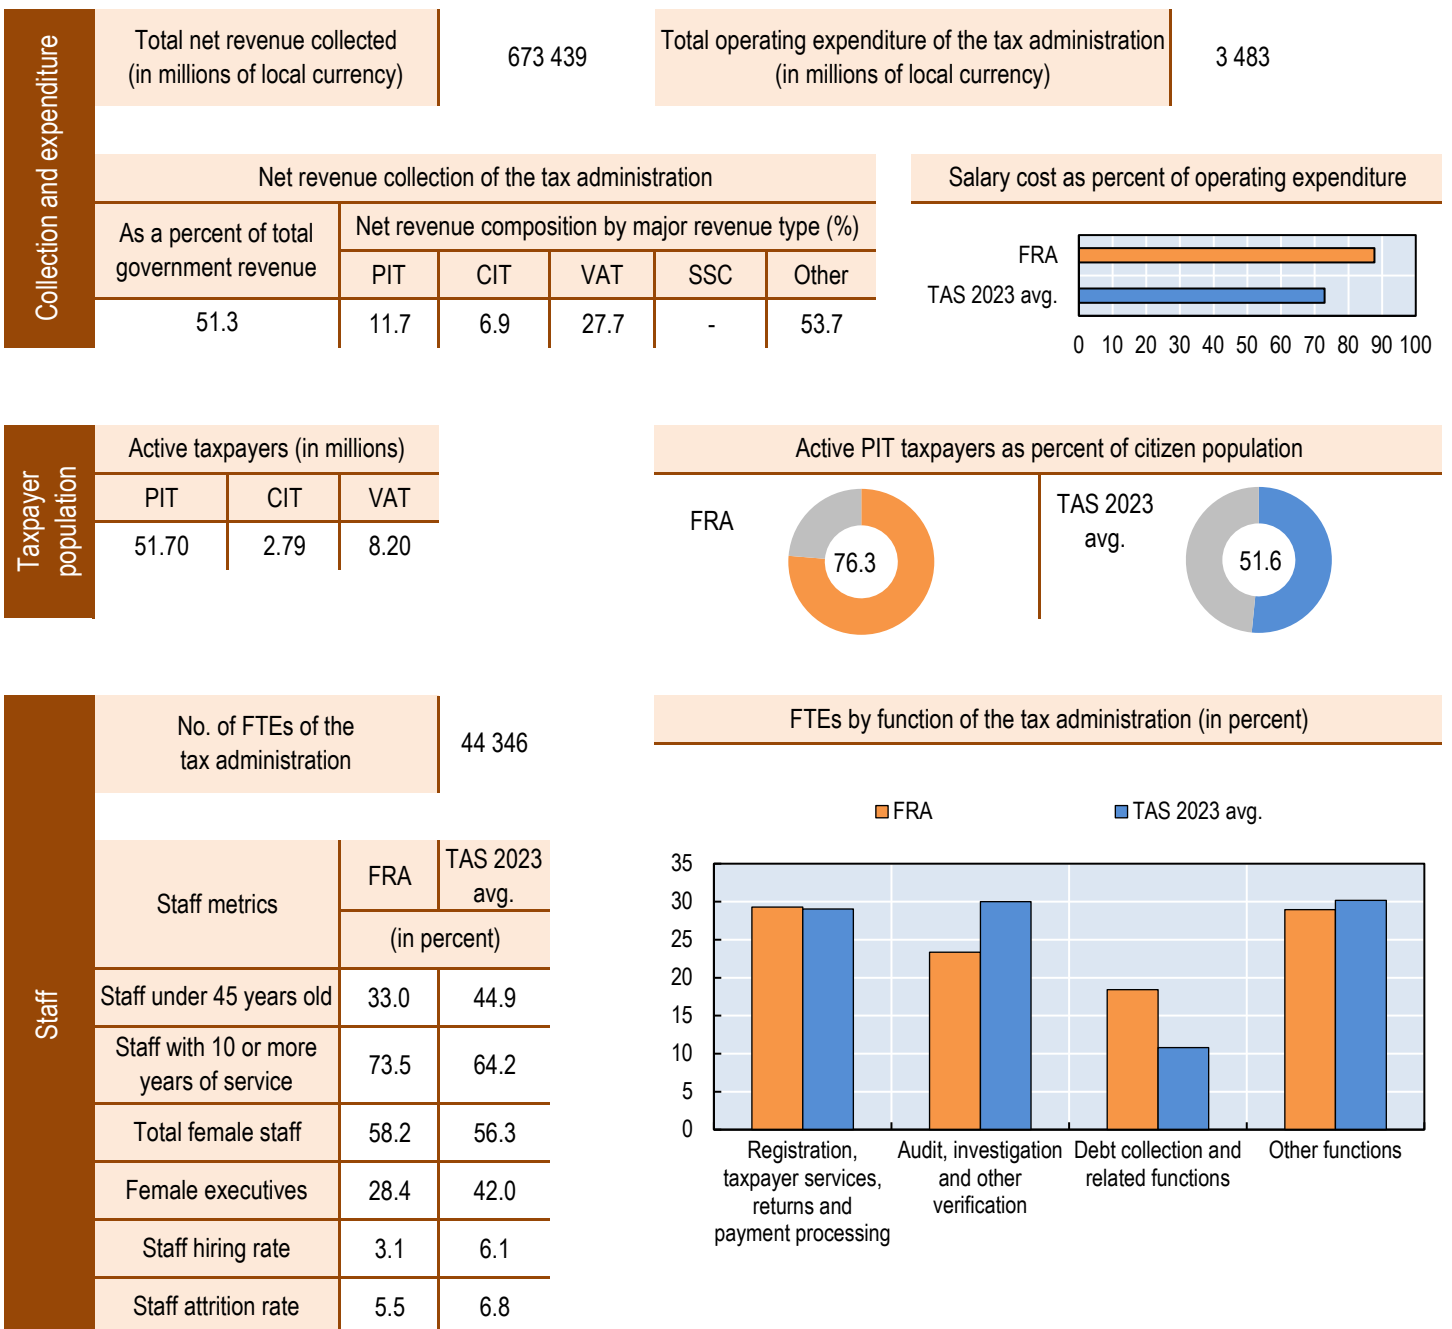 Collection and expenditure
Total net revenue collected
(in millions of local currency)
673 439
Total operating expenditure of the tax administration
(in millions of local currency)
3 483
Net revenue collection of the tax administration
As a percent of total
government revenue
Net revenue composition by major revenue type (%)
PIT CIT VAT SSC Other
51.3 11.7 6.9 27.7 - 53.7
Salary cost as percent of operating expenditure
FRA
TAS 2023 avg.
0 10 20 30 40 50 60 70 80 90 100
Taxpayer
population
Active taxpayers (in millions)
PIT CIT VAT
51.70 2.79 8.20
Active PIT taxpayers as percent of citizen population
FRA
76.3
TAS 2023
avg.
51.6
Staff
No. of FTEs of the
tax administration
44 346
Staff metrics
FRA
TAS 2023
avg.
(in percent)
Staff under 45 years old 33.0 44.9
Staff with 10 or more
years of service
73.5 64.2
Total female staff 58.2 56.3
Female executives 28.4 42.0
Staff hiring rate 3.1 6.1
Staff attrition rate 5.5 6.8
FTEs by function of the tax administration (in percent)
FRA TAS 2023 avg.
35
30
25
20
15
10
5
0
Registration,
taxpayer services,
returns and
payment processing
Audit, investigation
and other
verification
Debt collection and
related functions
Other functions